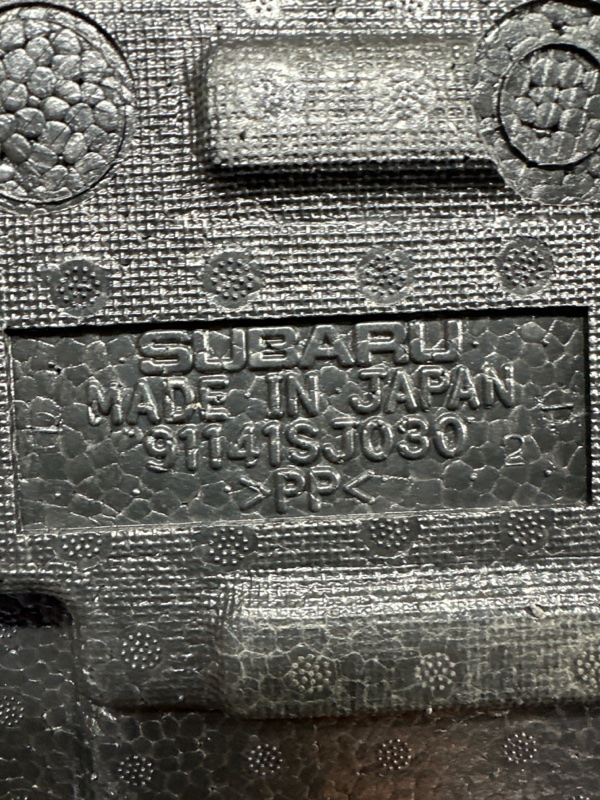 SUBARU
MADE IN JAPAN
91141SJ030 2
>PP<